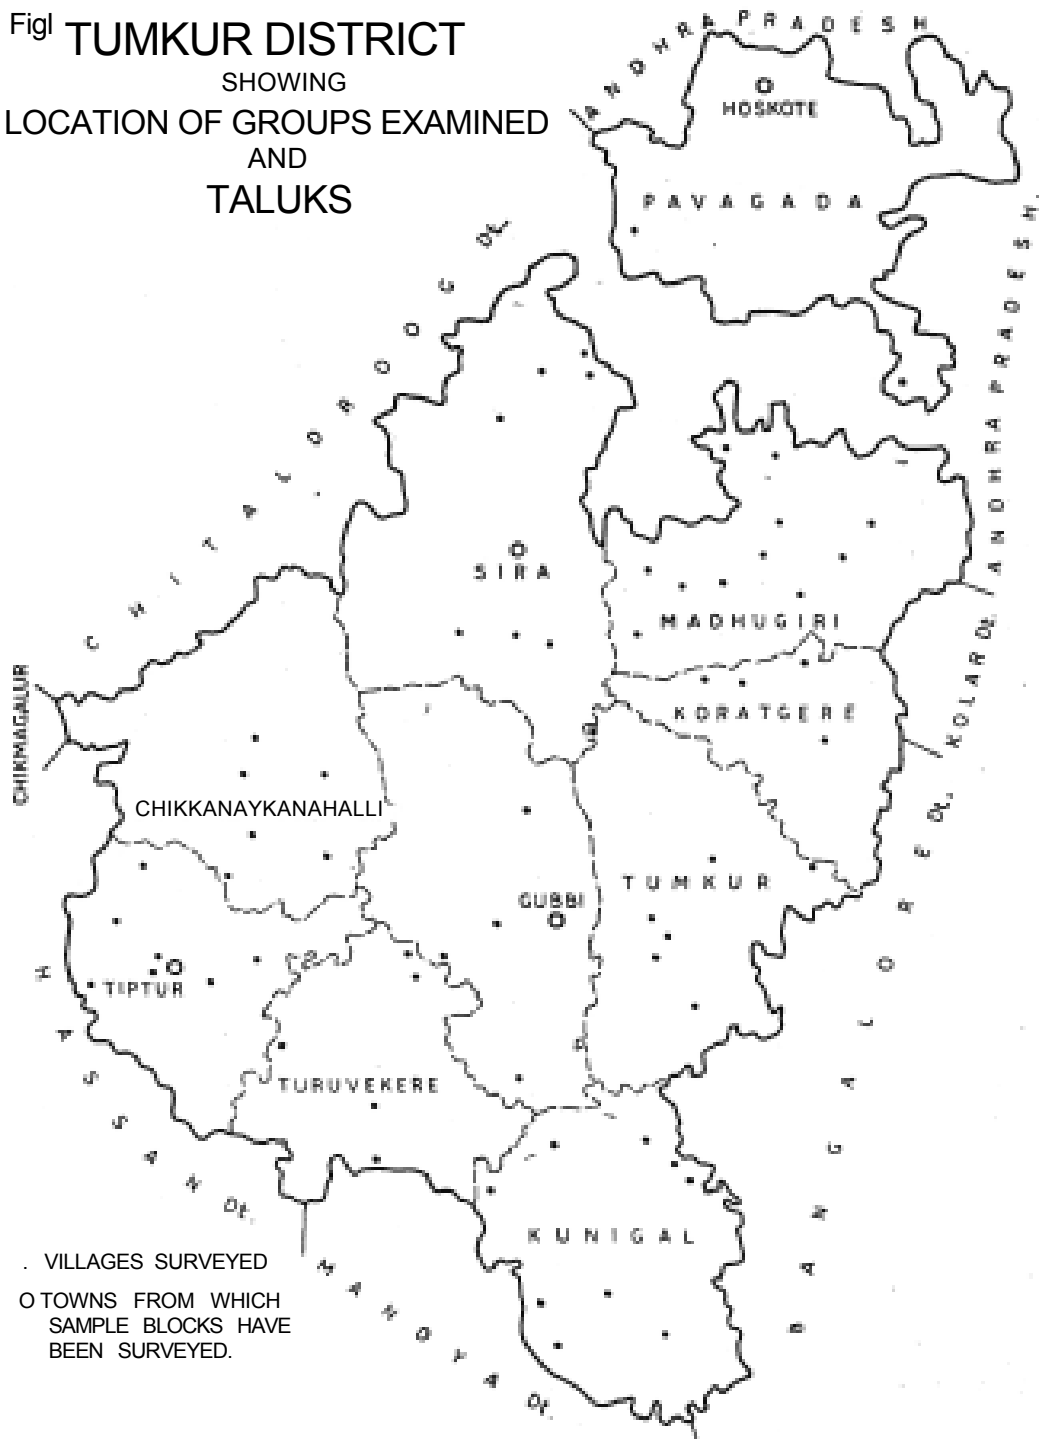 FigI TUMKUR DISTRICT
SHOWING
LOCATION OF GROUPS EXAMINED
AND
TALUKS
ANDHRA PRADESH
HOSKOTE
PAVAGADA
ANDHRA PRADESH
CHITALDROOG Dt.
SIRA
MADHUGIRI
KORATGERE
KOLAR Dt.
CHIKMAGALUR
CHIKKANAYKANAHALLI
TUMKUR
GUBBI
TIPTUR
TURUVEKERE
KUNIGAL
HASSAN Dt.
MANDYA Dt.
BANGALORE Dt.
. VILLAGES SURVEYED
O TOWNS FROM WHICH
SAMPLE BLOCKS HAVE
BEEN SURVEYED.